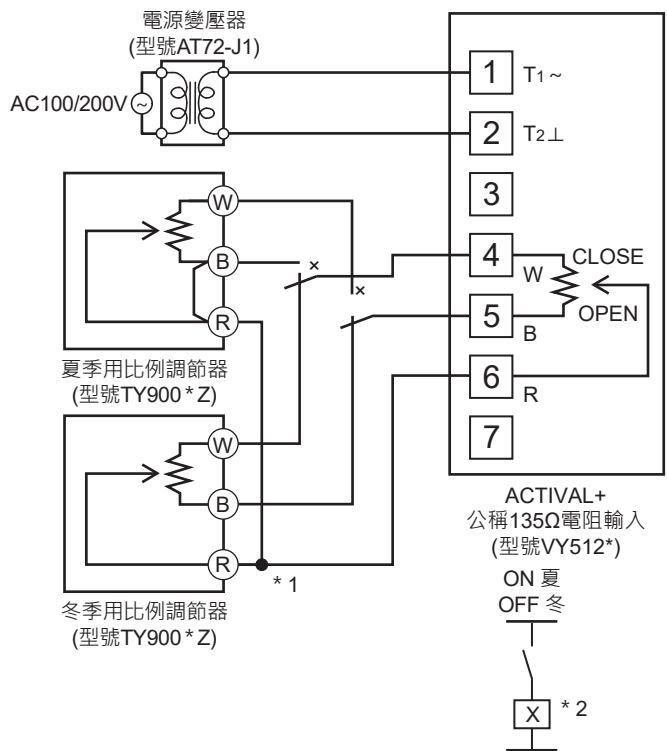 電源變壓器
(型號AT72-J1)
AC100/200V ~
1 T1~
2 T2⊥
3
4 W
CLOSE
5 B
OPEN
6 R
7
W
B
×
×
R
夏季用比例調節器
(型號TY900*Z)
W
B
R
*1
冬季用比例調節器
(型號TY900*Z)
ACTIVAL+
公稱135Ω電阻輸入
(型號VY512*)
ON 夏
OFF 冬
X *2